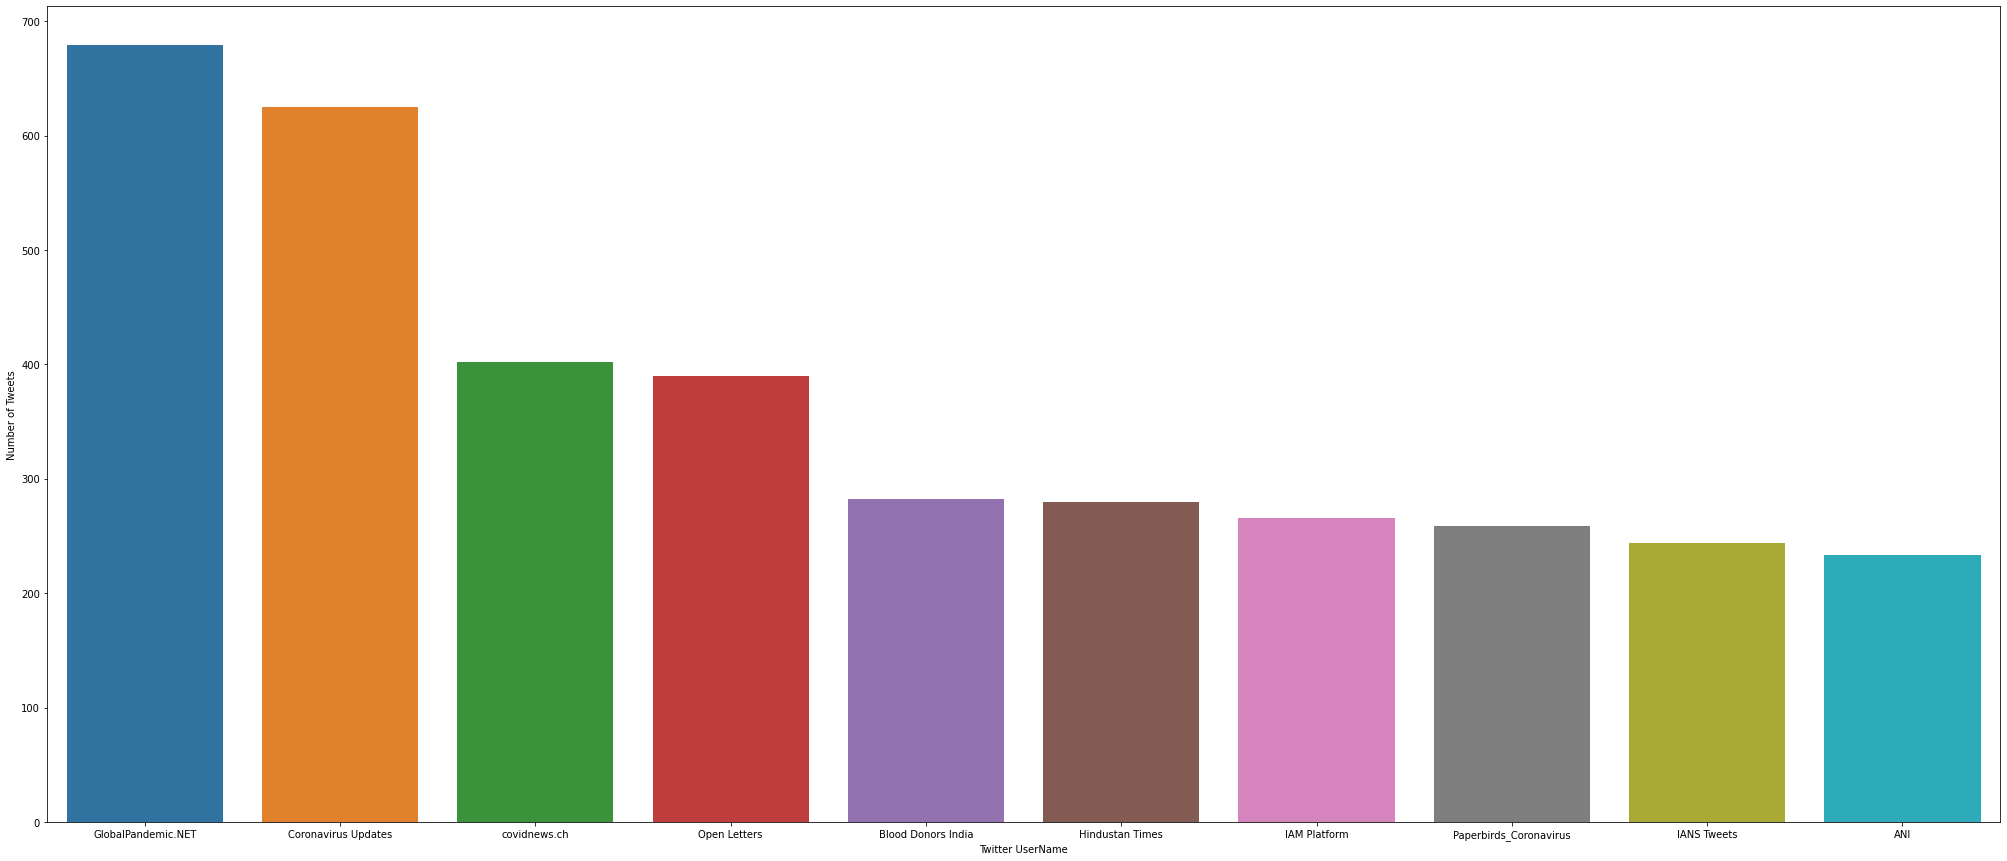 700
600
500
400
300
200
100
0
Number of Tweets
GlobalPandemic.NET
Coronavirus Updates
covidnews.ch
Open Letters
Blood Donors India
Hindustan Times
IAM Platform
Paperbirds_Coronavirus
IANS Tweets
ANI
Twitter UserName